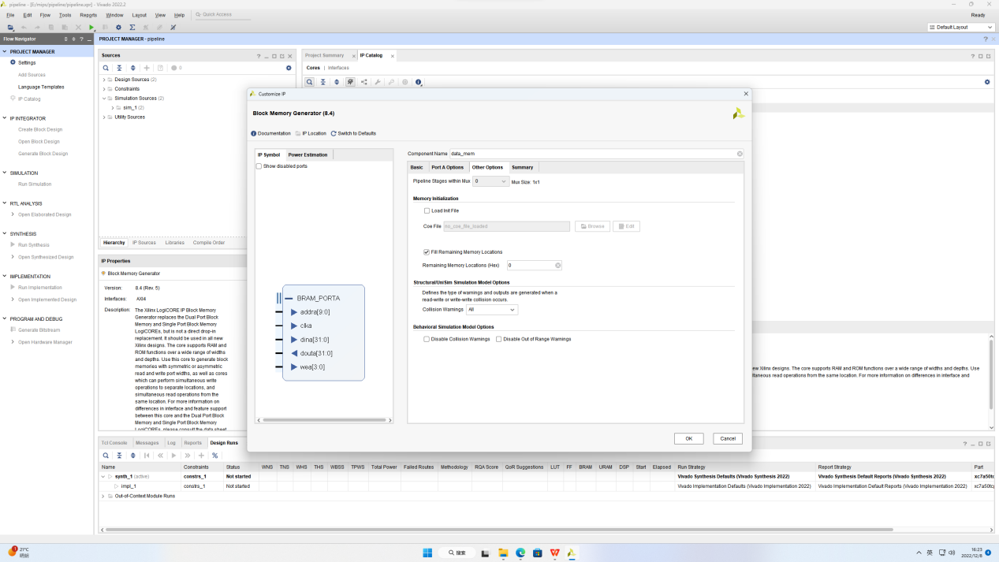 pipeline - [E:/mips/pipeline/pipeline.xpr] - Vivado 2022.2
File Edit Flow Tools Reports Window Layout View Help Quick Access
Ready
Default Layout
Flow Navigator
PROJECT MANAGER - pipeline
PROJECT MANAGER
Settings
Add Sources
Language Templates
IP Catalog
IP INTEGRATOR
Create Block Design
Open Block Design
Generate Block Design
SIMULATION
Run Simulation
RTL ANALYSIS
Open Elaborated Design
SYNTHESIS
Run Synthesis
Open Synthesized Design
IMPLEMENTATION
Run Implementation
Open Implemented Design
PROGRAM AND DEBUG
Generate Bitstream
Open Hardware Manager
Sources
0
Design Sources (2)
Constraints
Simulation Sources (2)
sim_1 (2)
Utility Sources
Hierarchy IP Sources Libraries Compile Order
IP Properties
Block Memory Generator
Version: 8.4 (Rev. 5)
Interfaces: AXI4
Description: The Xilinx LogiCORE IP Block Memory
Generator replaces the Dual Port Block
Memory and Single Port Block Memory
LogiCOREs, but is not a direct drop-in
replacement. It should be used in all new
Xilinx designs. The core supports RAM and
ROM functions over a wide range of widths
and depths. Use this core to generate block
memories with symmetric or asymmetric
read and write port widths, as well as cores
which can perform simultaneous write
operations to separate locations, and
simultaneous read operations from the
same location. For more information on
differences in interface and feature support
between this core and the Dual Port Block
Memory and Single Port Block Memory
LogiCOREs, please consult the data sheet
Project Summary IP Catalog
Cores Interfaces
Customize IP
Block Memory Generator (8.4)
Documentation IP Location Switch to Defaults
IP Symbol Power Estimation
Show disabled ports
BRAM_PORTA
addra[9:0]
clka
dina[31:0]
douta[31:0]
wea[3:0]
Component Name data_mem
Basic Port A Options Other Options Summary
Pipeline Stages within Mux 0 Mux Size: 1x1
Memory Initialization
Load Init File
Coe File no_coe_file_loaded Browse Edit
Fill Remaining Memory Locations
Remaining Memory Locations (Hex) 0
Structural/UniSim Simulation Model Options
Defines the type of warnings and outputs are generated when a
read-write or write-write collision occurs.
Collision Warnings All
Behavioral Simulation Model Options
Disable Collision Warnings Disable Out of Range Warnings
OK Cancel
ew Xilinx designs. The core supports RAM and ROM functions over a wide range of widths and depths. Use
ltaneous read operations from the same location. For more information on differences in interface and
Tcl Console Messages Log Reports Design Runs
Name Constraints Status WNS TNS WHS THS WBSS TPWS Total Power Failed Routes Methodology RQA Score QoR Suggestions LUT FF BRAM URAM DSP Start Elapsed Run Strategy Report Strategy Part
synth_1 (active) constrs_1 Not started Vivado Synthesis Defaults (Vivado Synthesis 2022) Vivado Synthesis Default Reports (Vivado Synthesis 2022) xc7a50tc
impl_1 constrs_1 Not started Vivado Implementation Defaults (Vivado Implementation 2022) Vivado Implementation Default Reports (Vivado Implementation 2022) xc7a50tc
Out-of-Context Module Runs
1
21°C
晴朗
搜索
英
16:23
2022/12/8
4